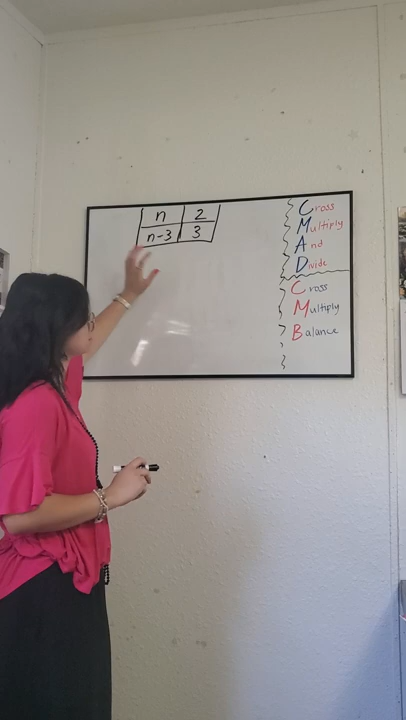 n 2
n-3 3
Cross
Multiply
And
Divide
Cross
Multiply
Balance